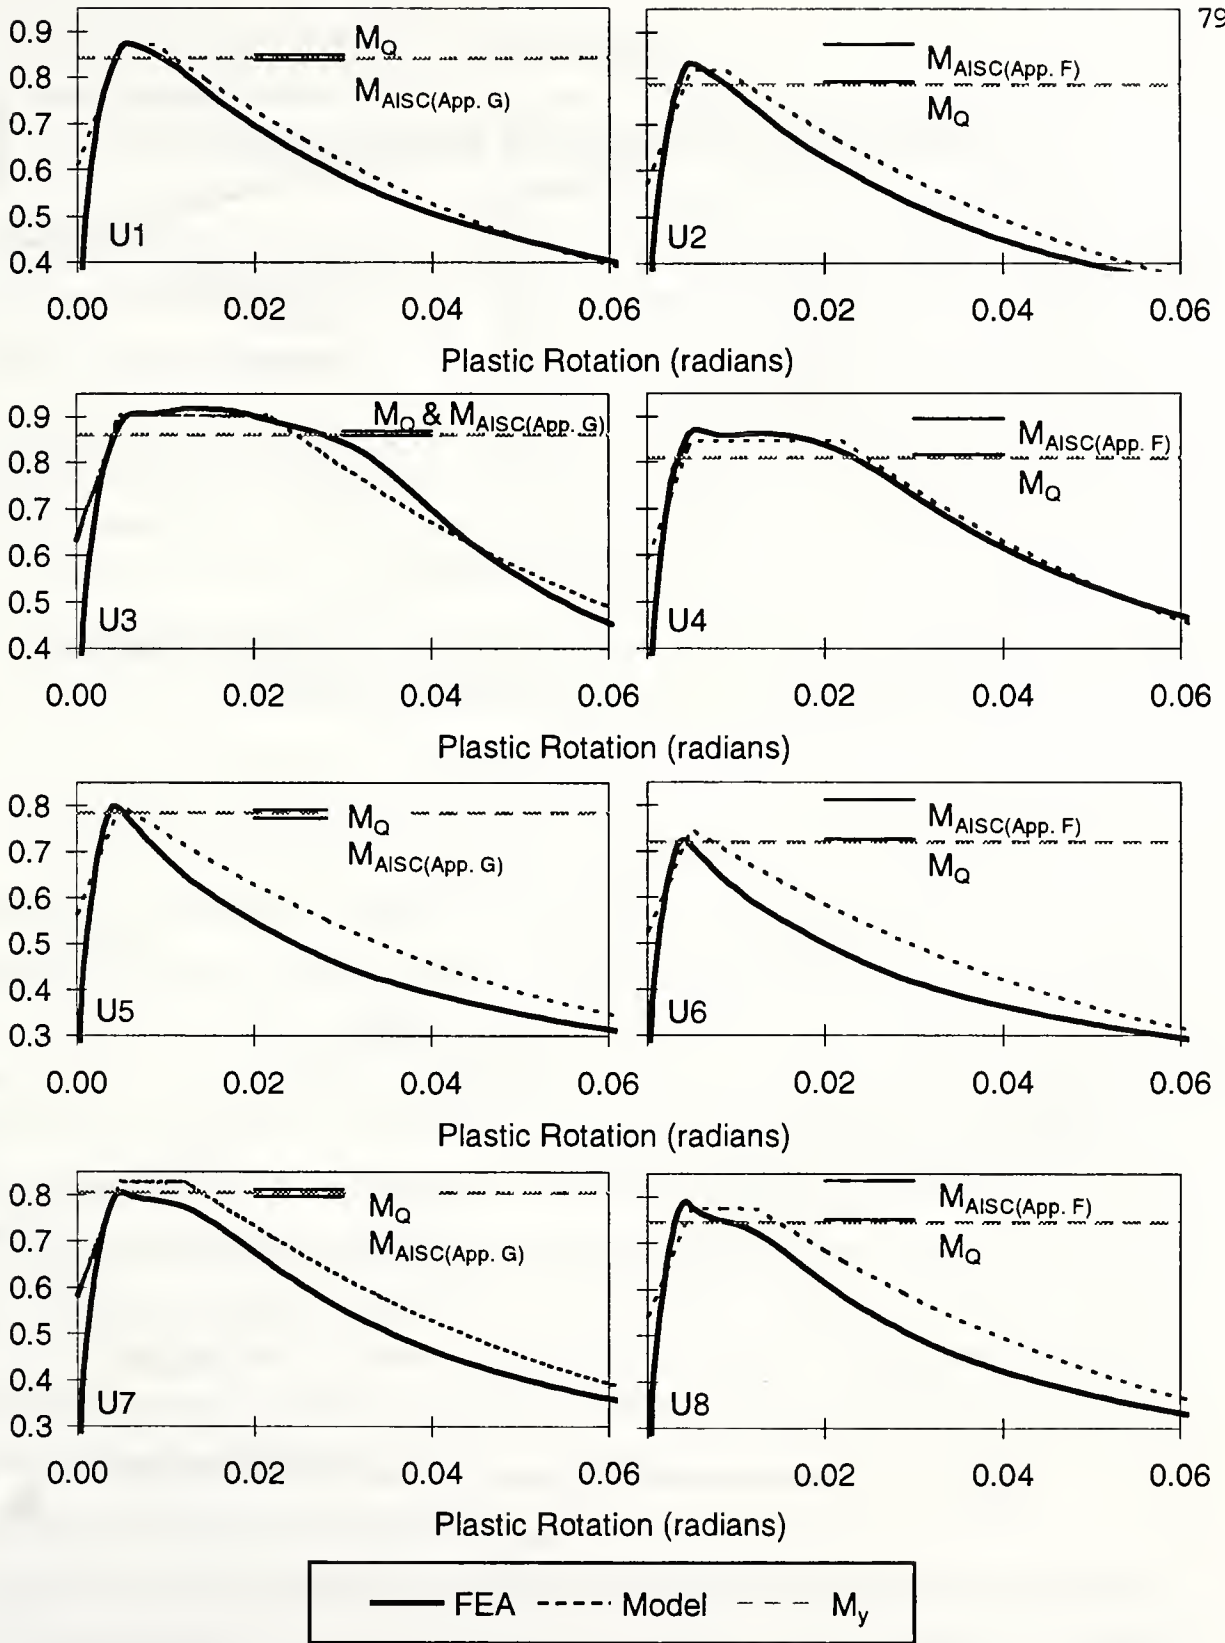 79
0.9
0.8
0.7
0.6
0.5
0.4
M_Q
M_AISC(App. G)
U1
M_AISC(App. F)
M_Q
U2
0.00 0.02 0.04 0.06 0.02 0.04 0.06
Plastic Rotation (radians)
0.9
0.8
0.7
0.6
0.5
0.4
M_Q & M_AISC(App. G)
U3
M_AISC(App. F)
M_Q
U4
0.00 0.02 0.04 0.06 0.02 0.04 0.06
Plastic Rotation (radians)
0.8
0.7
0.6
0.5
0.4
0.3
M_Q
M_AISC(App. G)
U5
M_AISC(App. F)
M_Q
U6
0.00 0.02 0.04 0.06 0.02 0.04 0.06
Plastic Rotation (radians)
0.8
0.7
0.6
0.5
0.4
0.3
M_Q
M_AISC(App. G)
U7
M_AISC(App. F)
M_Q
U8
0.00 0.02 0.04 0.06 0.02 0.04 0.06
Plastic Rotation (radians)
FEA Model M_y